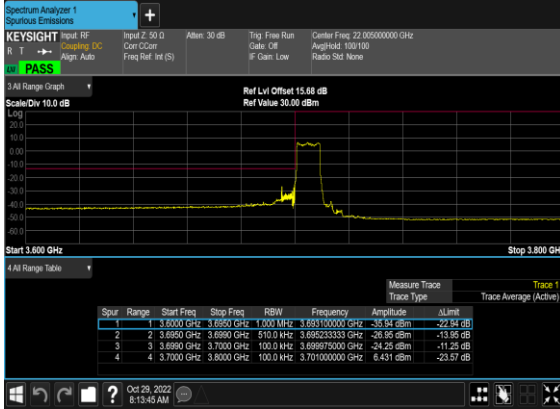 Spectrum Analyzer 1
Spurious Emissions
+
KEYSIGHT Input: RF Input Z: 50 Ω Atten: 30 dB Trig: Free Run Center Freq: 22.005000000 GHz
R T Coupling: DC Corr CCorr Gate: Off Avg|Hold: 100/100
Align: Auto Freq Ref: Int (S) IF Gain: Low Radio Std: None
PASS
3 All Range Graph
Ref Lvl Offset 15.68 dB
Scale/Div 10.0 dB Ref Value 30.00 dBm
Log
20.0
10.0
0.00
-10.0
-20.0
-30.0
-40.0
-50.0
-60.0
Start 3.600 GHz Stop 3.800 GH
4 All Range Table
Measure Trace Trace 1
Trace Type Trace Average (Active)
Spur Range Start Freq Stop Freq RBW Frequency Amplitude ΔLimit
1 1 3.6000 GHz 3.6950 GHz 1.000 MHz 3.693100000 GHz -35.94 dBm -22.94 dB
2 2 3.6950 GHz 3.6990 GHz 510.0 kHz 3.695233333 GHz -26.95 dBm -13.95 dB
3 3 3.6990 GHz 3.7000 GHz 100.0 kHz 3.699975000 GHz -24.25 dBm -11.25 dB
4 4 3.7000 GHz 3.8000 GHz 100.0 kHz 3.701000000 GHz 6.431 dBm -23.57 dB
?
Oct 29, 2022
8:13:45 AM